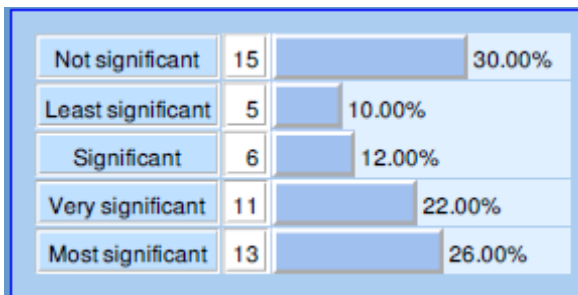 Not significant 15 30.00%
Least significant 5 10.00%
Significant 6 12.00%
Very significant 11 22.00%
Most significant 13 26.00%